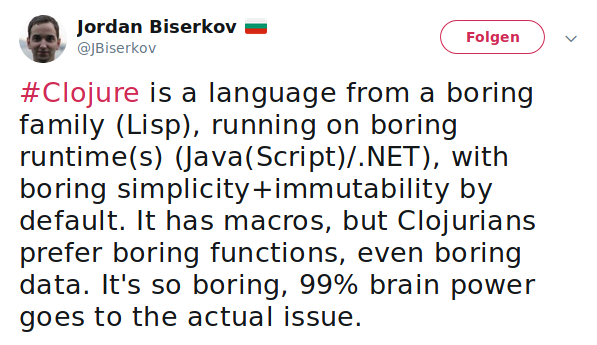 Jordan Biserkov 🇧🇬
@JBiserkov
Folgen
#Clojure is a language from a boring
family (Lisp), running on boring
runtime(s) (Java(Script)/.NET), with
boring simplicity+immutability by
default. It has macros, but Clojurians
prefer boring functions, even boring
data. It's so boring, 99% brain power
goes to the actual issue.